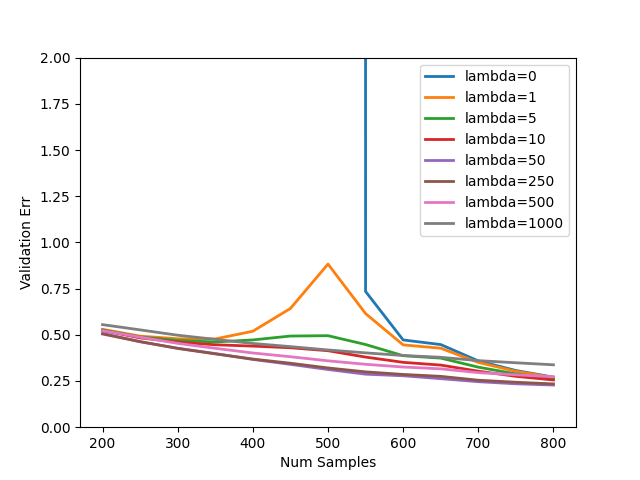 2.00
1.75
1.50
1.25
1.00
0.75
0.50
0.25
0.00
Validation Err
200 300 400 500 600 700 800
Num Samples
lambda=0
lambda=1
lambda=5
lambda=10
lambda=50
lambda=250
lambda=500
lambda=1000